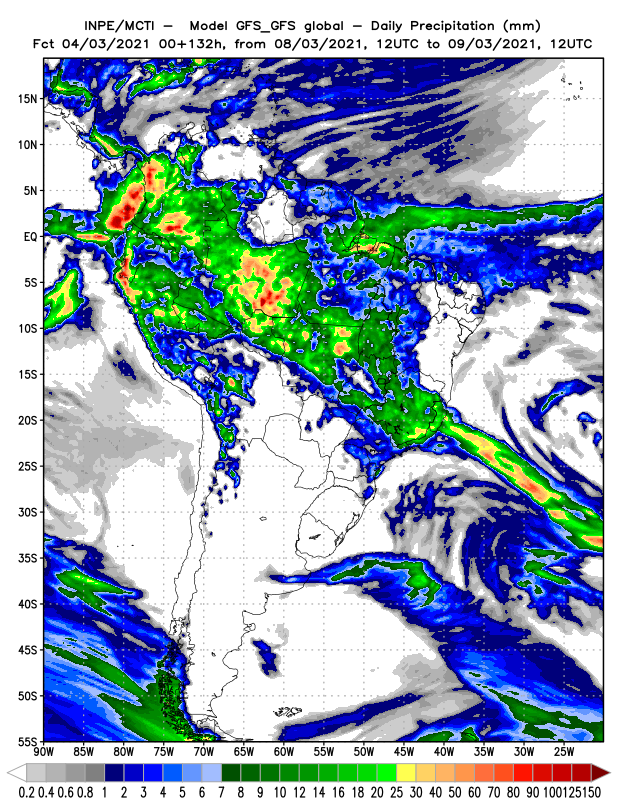 INPE/MCTI – Model GFS_GFS global – Daily Precipitation (mm)
Fct 04/03/2021 00+132h, from 08/03/2021, 12UTC to 09/03/2021, 12UTC
15N
10N
5N
EQ
5S
10S
15S
20S
25S
30S
35S
40S
45S
50S
55S
90W 85W 80W 75W 70W 65W 60W 55W 50W 45W 40W 35W 30W 25W
0.2 0.4 0.6 0.8 1 2 3 4 5 6 7 8 9 10 12 14 16 18 20 25 30 40 50 60 70 80 90 100 125 150